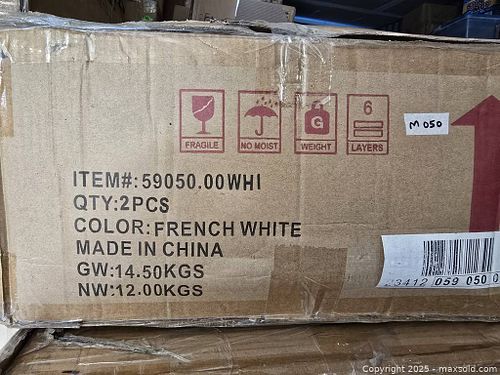 FRAGILE
NO MOIST
G
WEIGHT
6
LAYERS
M 050
ITEM#:59050.00WHI
QTY:2PCS
COLOR:FRENCH WHITE
MADE IN CHINA
GW:14.50KGS
NW:12.00KGS
23412 059 050 0
Copyright 2025 - maxsold.com